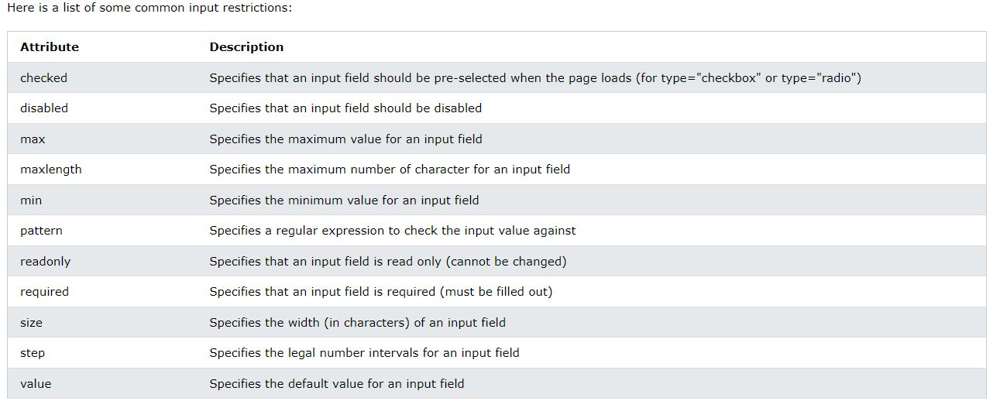 Here is a list of some common input restrictions:
Attribute Description
checked Specifies that an input field should be pre-selected when the page loads (for type="checkbox" or type="radio")
disabled Specifies that an input field should be disabled
max Specifies the maximum value for an input field
maxlength Specifies the maximum number of character for an input field
min Specifies the minimum value for an input field
pattern Specifies a regular expression to check the input value against
readonly Specifies that an input field is read only (cannot be changed)
required Specifies that an input field is required (must be filled out)
size Specifies the width (in characters) of an input field
step Specifies the legal number intervals for an input field
value Specifies the default value for an input field